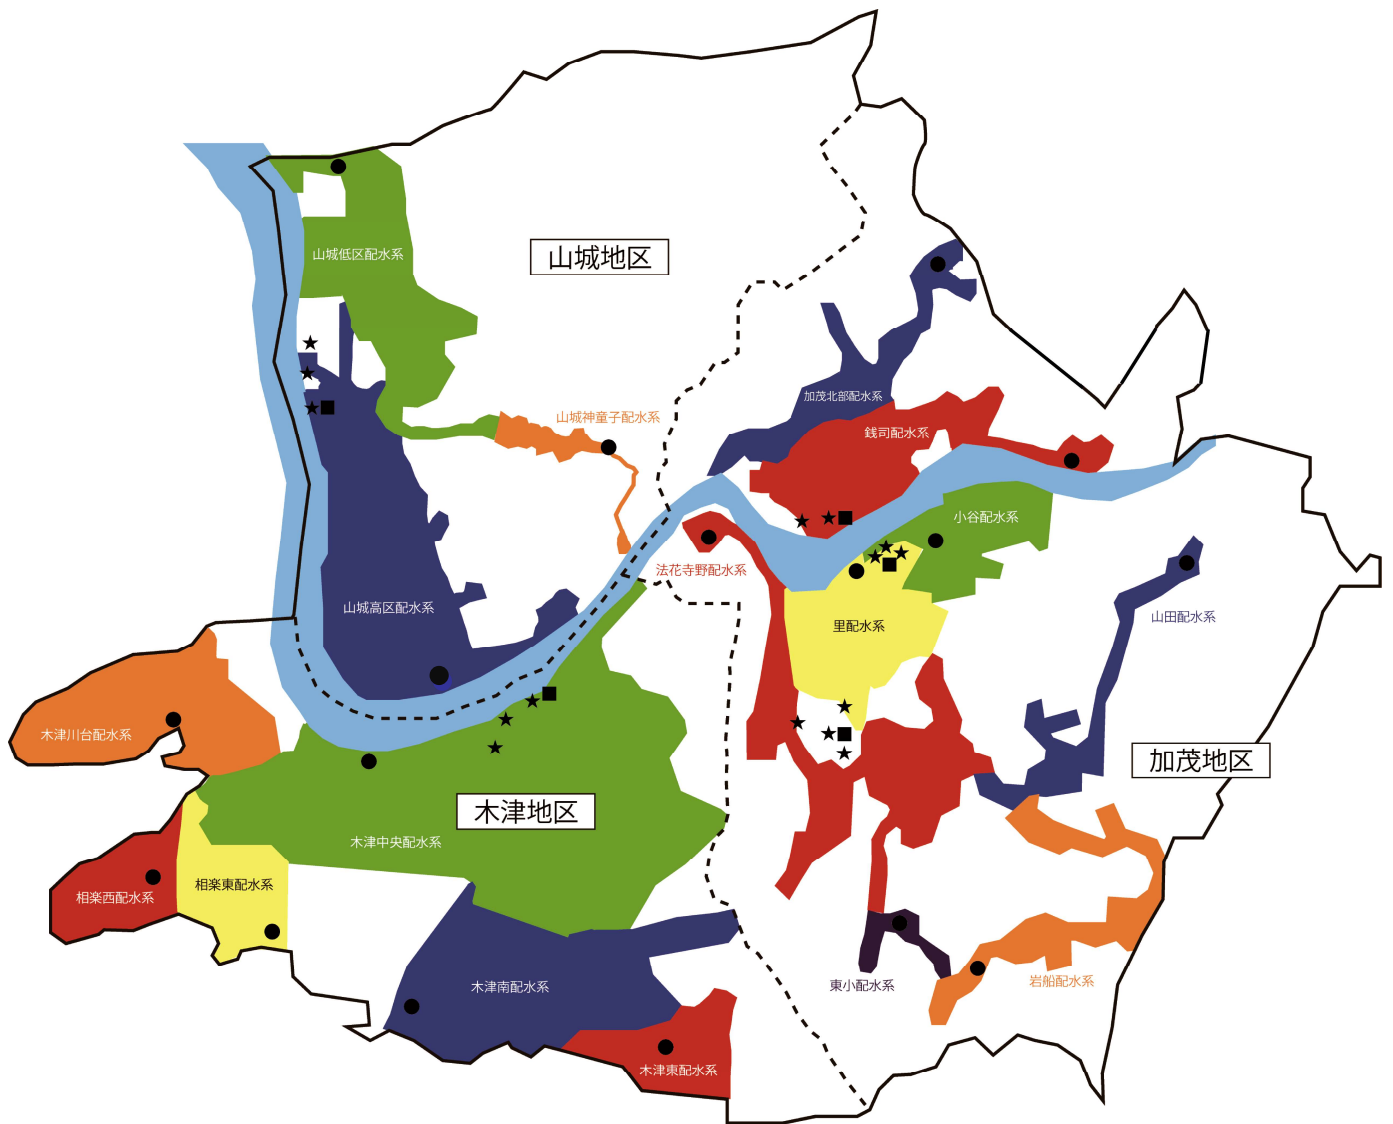 山城低区配水系
山城地区
加茂北部配水系
山城神童子配水系
銭司配水系
小谷配水系
法花寺野配水系
山城高区配水系
山田配水系
里配水系
木津川台配水系
加茂地区
木津地区
木津中央配水系
相楽東配水系
相楽西配水系
東小配水系
岩船配水系
木津南配水系
木津東配水系